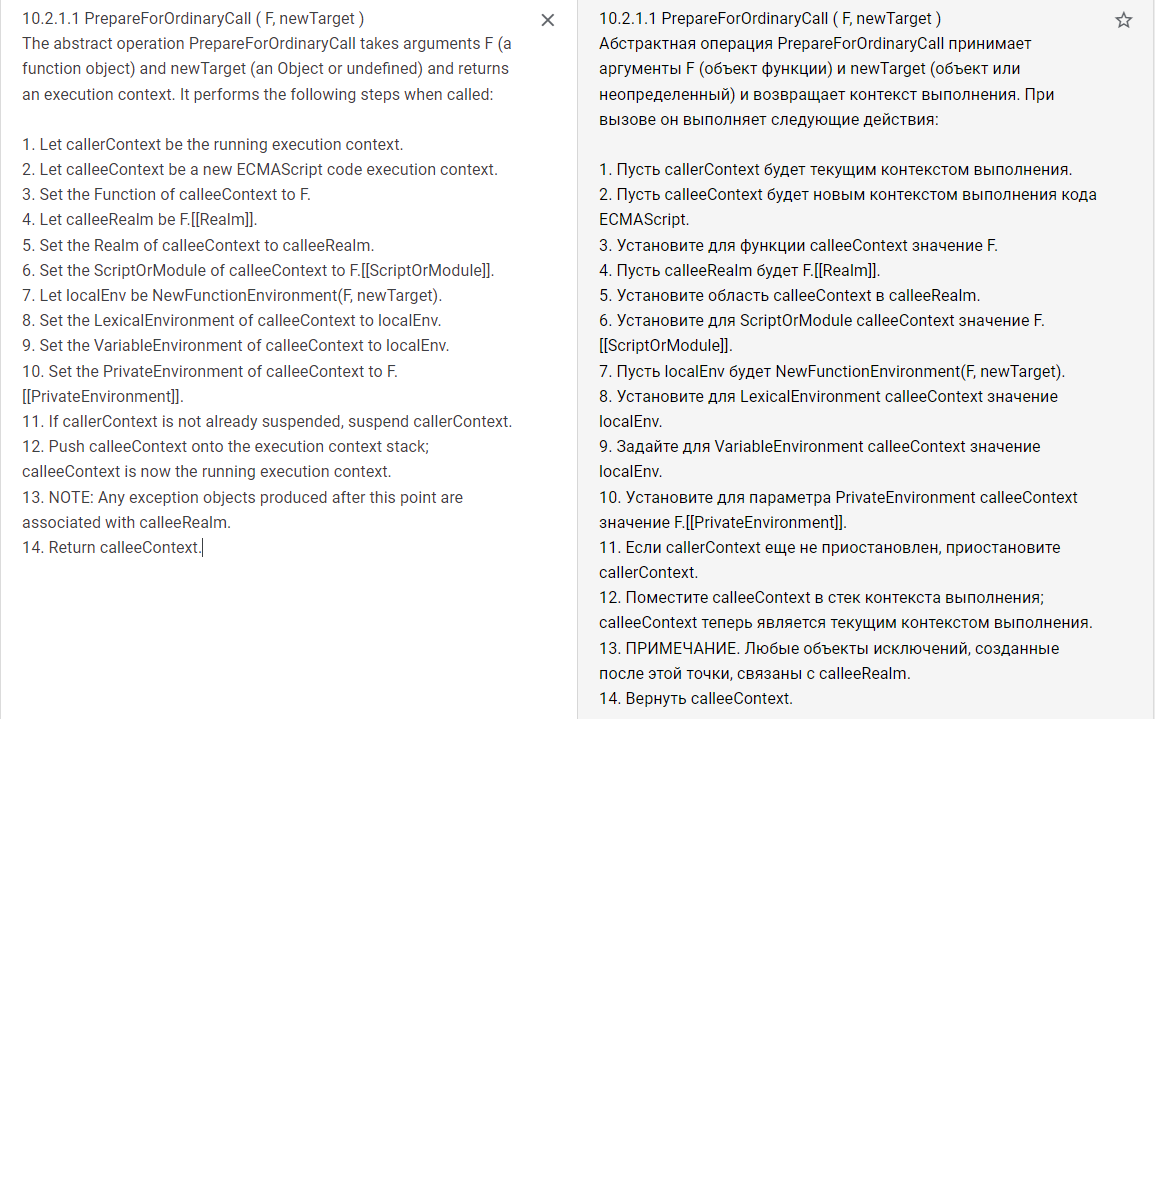 10.2.1.1 PrepareForOrdinaryCall ( F, newTarget )
The abstract operation PrepareForOrdinaryCall takes arguments F (a
function object) and newTarget (an Object or undefined) and returns
an execution context. It performs the following steps when called:
1. Let callerContext be the running execution context.
2. Let calleeContext be a new ECMAScript code execution context.
3. Set the Function of calleeContext to F.
4. Let calleeRealm be F.[[Realm]].
5. Set the Realm of calleeContext to calleeRealm.
6. Set the ScriptOrModule of calleeContext to F.[[ScriptOrModule]].
7. Let localEnv be NewFunctionEnvironment(F, newTarget).
8. Set the LexicalEnvironment of calleeContext to localEnv.
9. Set the VariableEnvironment of calleeContext to localEnv.
10. Set the PrivateEnvironment of calleeContext to F.
[[PrivateEnvironment]].
11. If callerContext is not already suspended, suspend callerContext.
12. Push calleeContext onto the execution context stack;
calleeContext is now the running execution context.
13. NOTE: Any exception objects produced after this point are
associated with calleeRealm.
14. Return calleeContext.
10.2.1.1 PrepareForOrdinaryCall ( F, newTarget )
Абстрактная операция PrepareForOrdinaryCall принимает
аргументы F (объект функции) и newTarget (объект или
неопределенный) и возвращает контекст выполнения. При
вызове он выполняет следующие действия:
1. Пусть callerContext будет текущим контекстом выполнения.
2. Пусть calleeContext будет новым контекстом выполнения кода
ECMAScript.
3. Установите для функции calleeContext значение F.
4. Пусть calleeRealm будет F.[[Realm]].
5. Установите область calleeContext в calleeRealm.
6. Установите для ScriptOrModule calleeContext значение F.
[[ScriptOrModule]].
7. Пусть localEnv будет NewFunctionEnvironment(F, newTarget).
8. Установите для LexicalEnvironment calleeContext значение
localEnv.
9. Задайте для VariableEnvironment calleeContext значение
localEnv.
10. Установите для параметра PrivateEnvironment calleeContext
значение F.[[PrivateEnvironment]].
11. Если callerContext еще не приостановлен, приостановите
callerContext.
12. Поместите calleeContext в стек контекста выполнения;
calleeContext теперь является текущим контекстом выполнения.
13. ПРИМЕЧАНИЕ. Любые объекты исключений, созданные
после этой точки, связаны с calleeRealm.
14. Вернуть calleeContext.